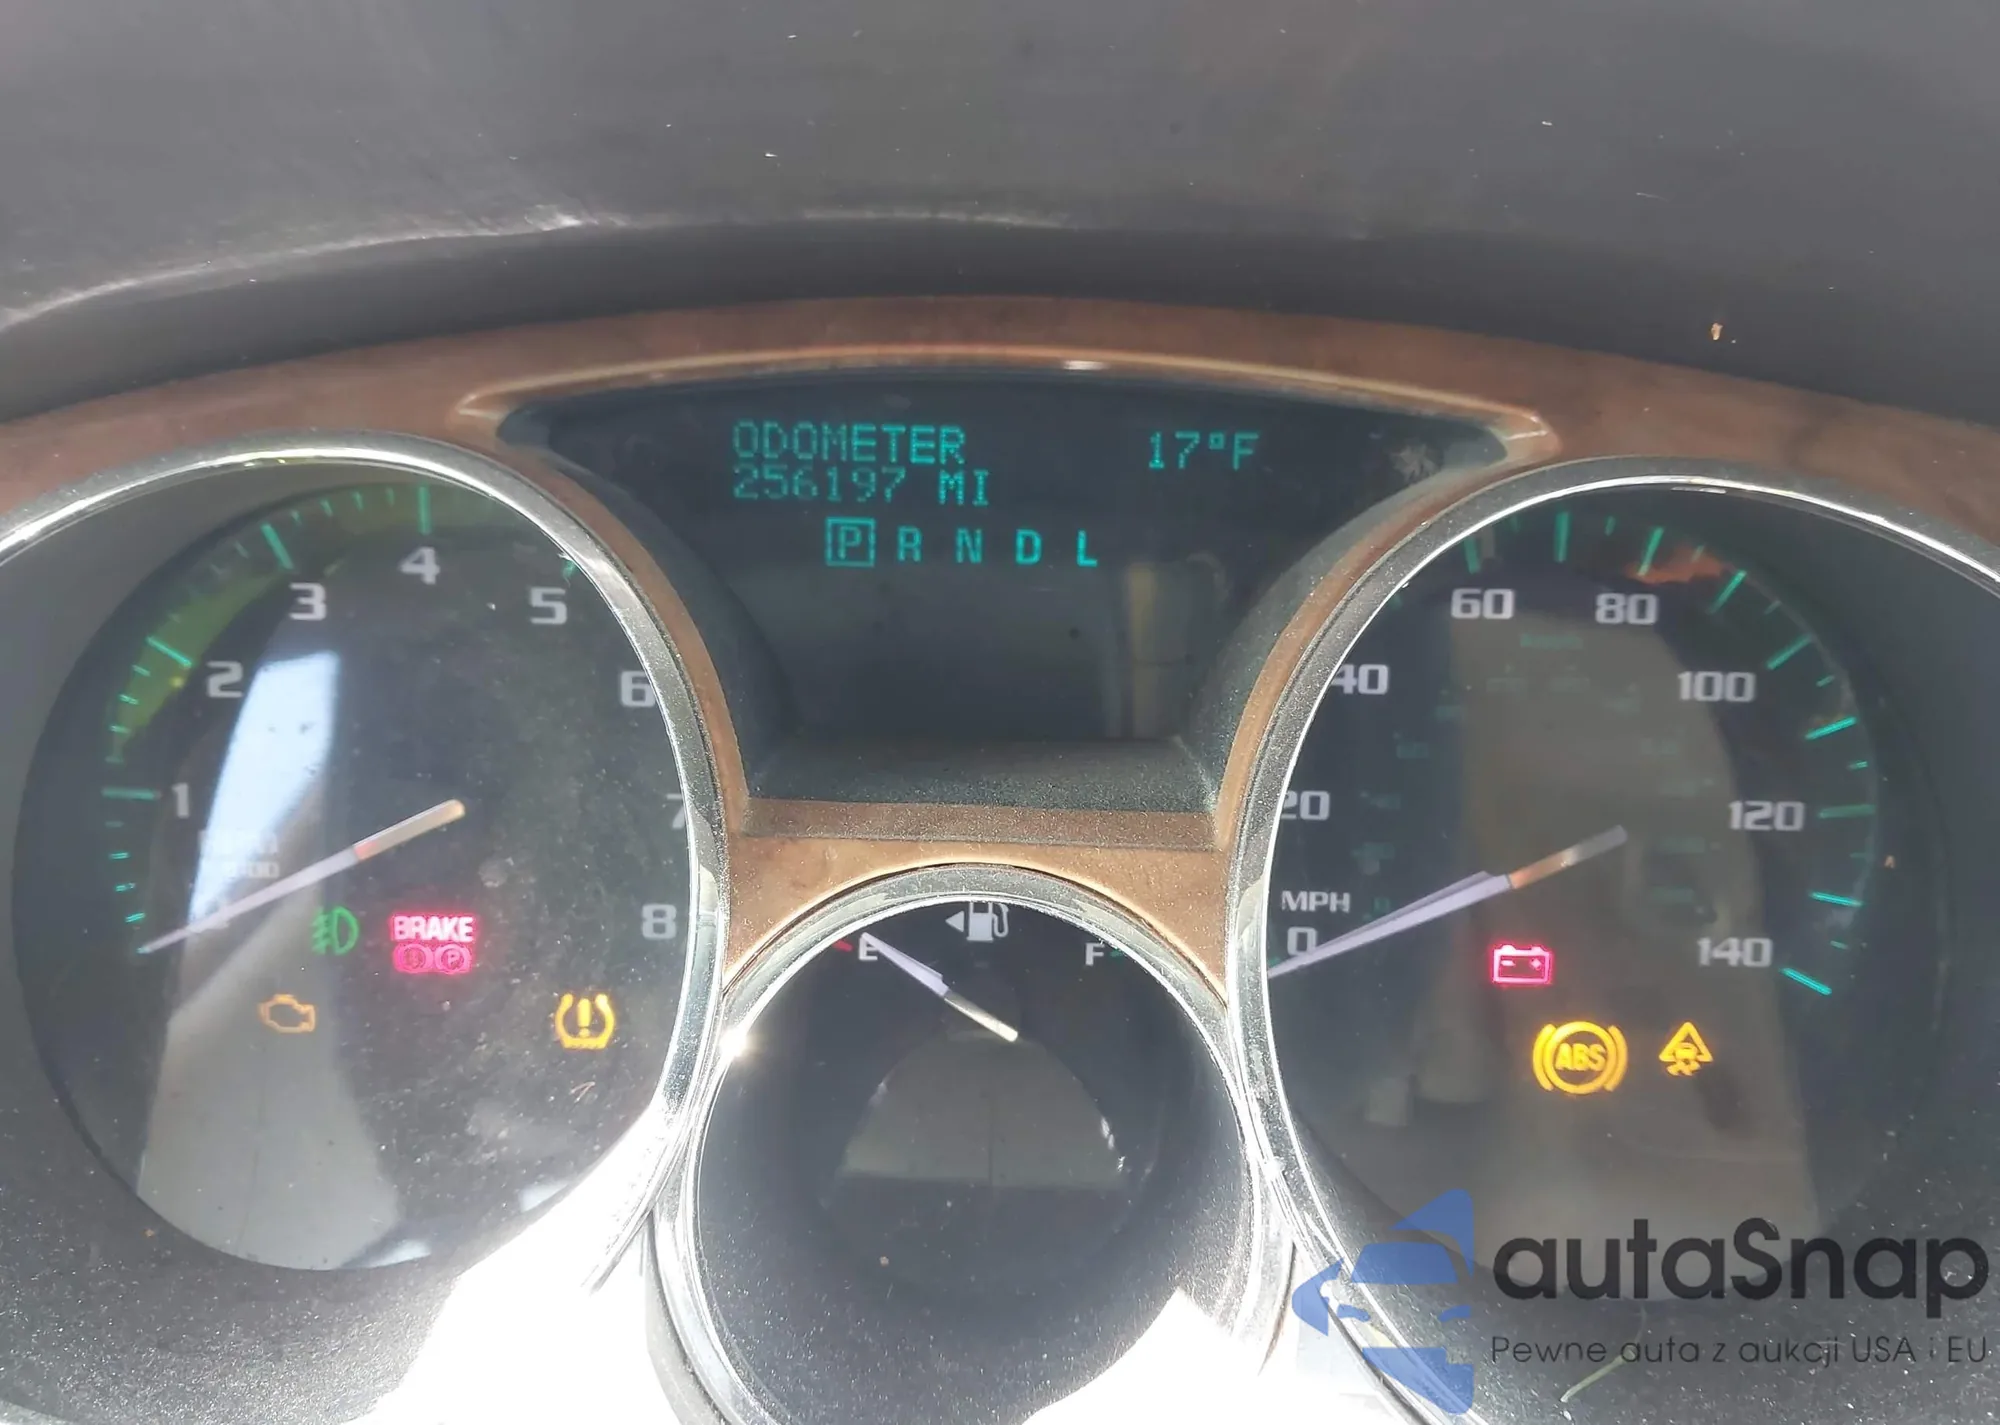 ODOMETER 17°F
256197 MI
P R N D L
4
3 5
2 6
1 7
8
BRAKE
P
E F
60 80
40 100
20 120
MPH
0 140
ABS
autaSnap
Pewne auta z aukcji USA i EU